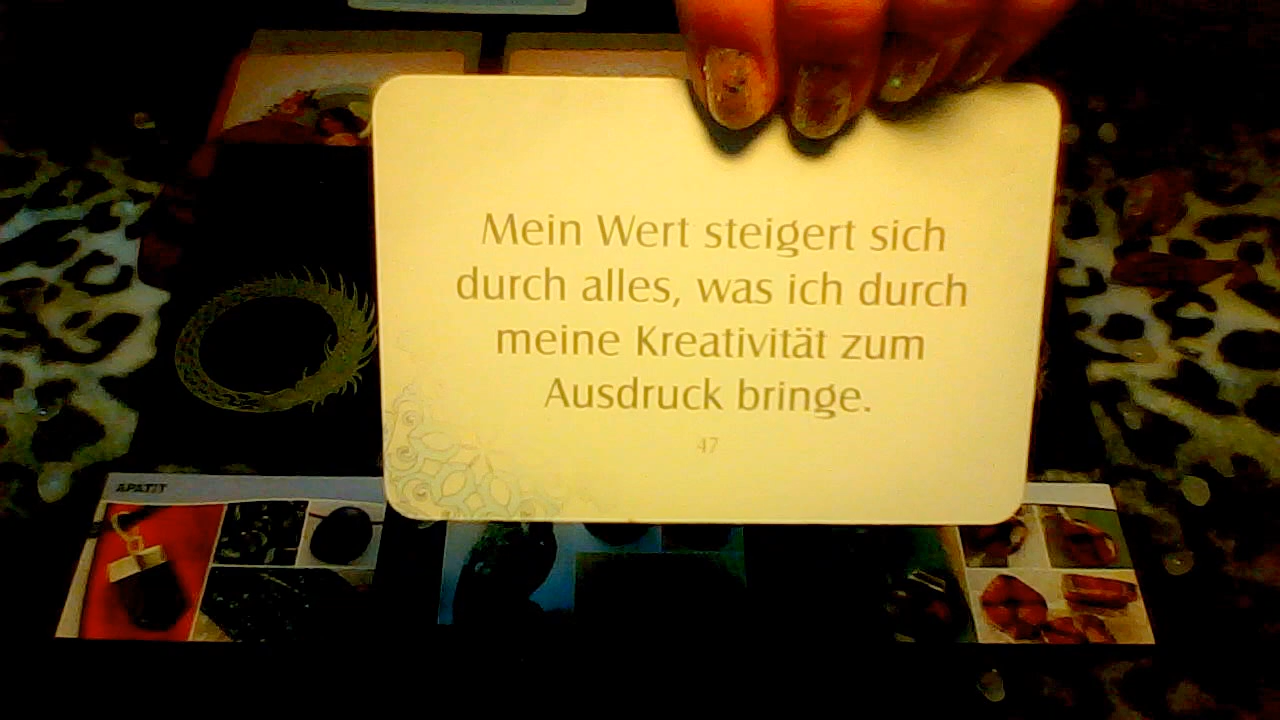 Mein Wert steigert sich
durch alles, was ich durch
meine Kreativität zum
Ausdruck bringe.
47
APATIT